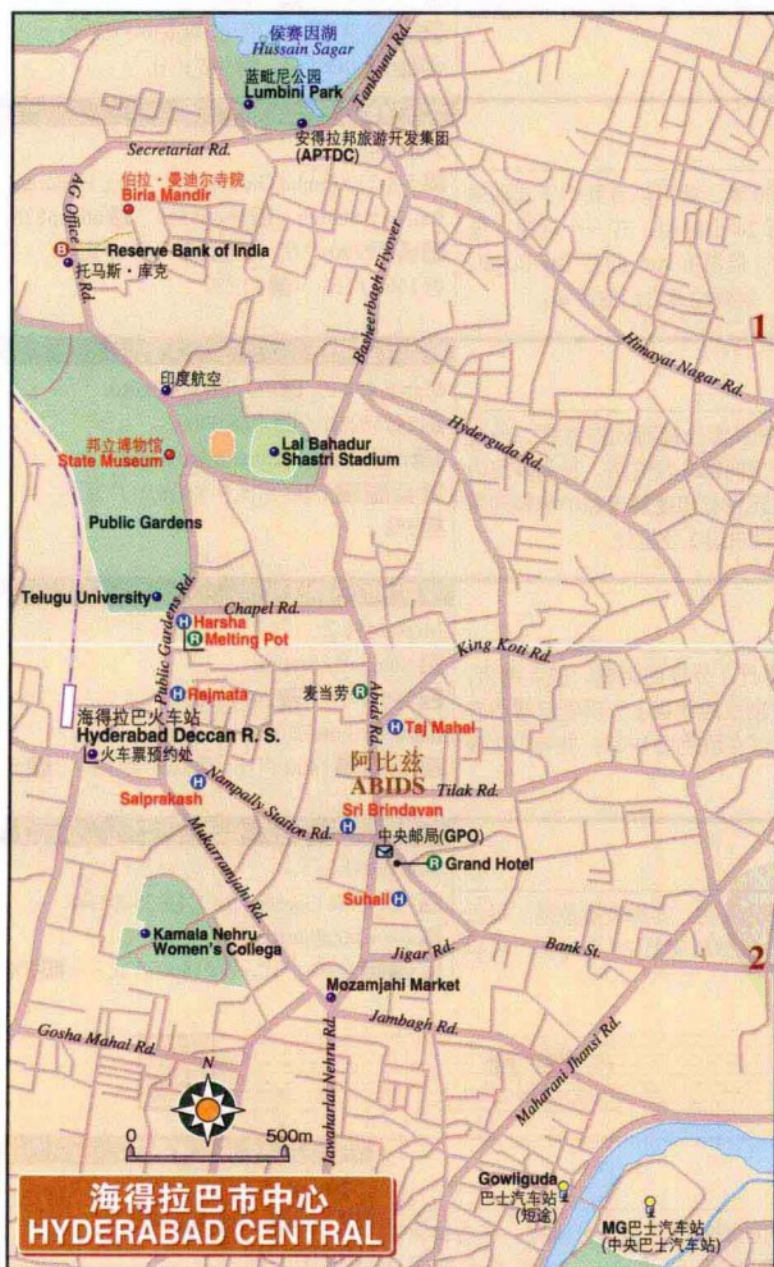 侯赛因湖
Hussain Sagar
蓝毗尼公园
Lumbini Park
Tankbund Rd.
安得拉邦旅游开发集团
(APTDC)
Secretariat Rd.
伯拉·曼迪尔寺院
Biria Mandir
AG Office Rd.
B
Reserve Bank of India
托马斯·库克
Basheerbagh Flyover
1
Himayat Nagar Rd.
印度航空
Hyderguda Rd.
邦立博物馆
State Museum
Lal Bahadur
Shastri Stadium
Public Gardens
Telugu University
Public Gardens Rd.
Chapel Rd.
H Harsha
R Melting Pot
King Koti Rd.
H Rajmata
麦当劳 R
Abids Rd.
H Taj Mahal
海得拉巴火车站
Hyderabad Deccan R. S.
火车票预约处
阿比兹
ABIDS
H
Saiprakash
Nampally Station Rd.
Tilak Rd.
Sri Brindavan
H
中央邮局(GPO)
R Grand Hotel
Mukarramjahi Rd.
Suhail H
Kamala Nehru
Women's Collega
Jigar Rd.
Bank St.
2
Mozamjahi Market
Gosha Mahal Rd.
Jambagh Rd.
Jawaharlal Nehru Rd.
Maharani Jhansi Rd.
N
0 500m
Gowliguda
巴士汽车站
(短途)
MG巴士汽车站
(中央巴士汽车站)
海得拉巴市中心
HYDERABAD CENTRAL